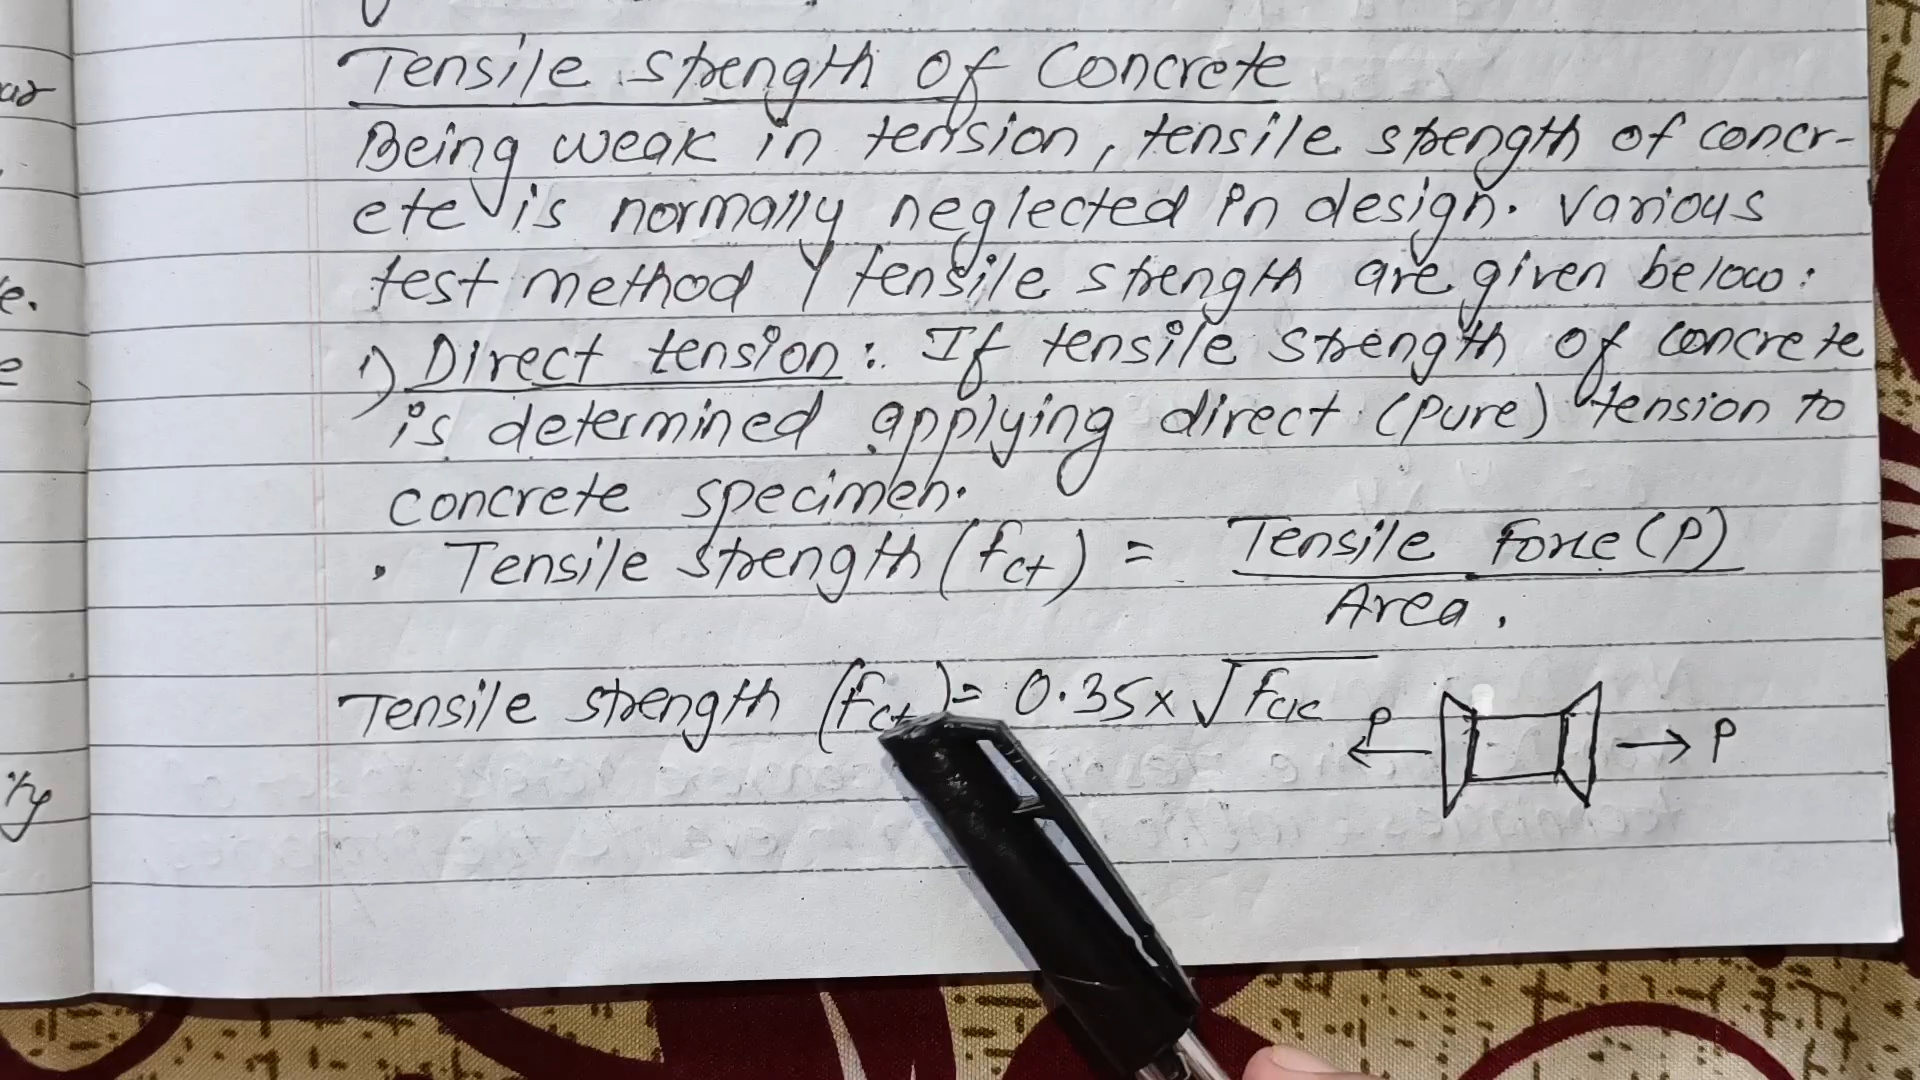 Tensile strength of Concrete
Being weak in tension, tensile strength of concr-
ete is normally neglected in design. Various
test method / tensile strength are given below:
1) Direct tension: If tensile strength of concrete
is determined applying direct (pure) tension to
concrete specimen.
• Tensile strength (fct) = Tensile Force (P)
Area.
Tensile strength (fct) = 0.35 x √fck
P P